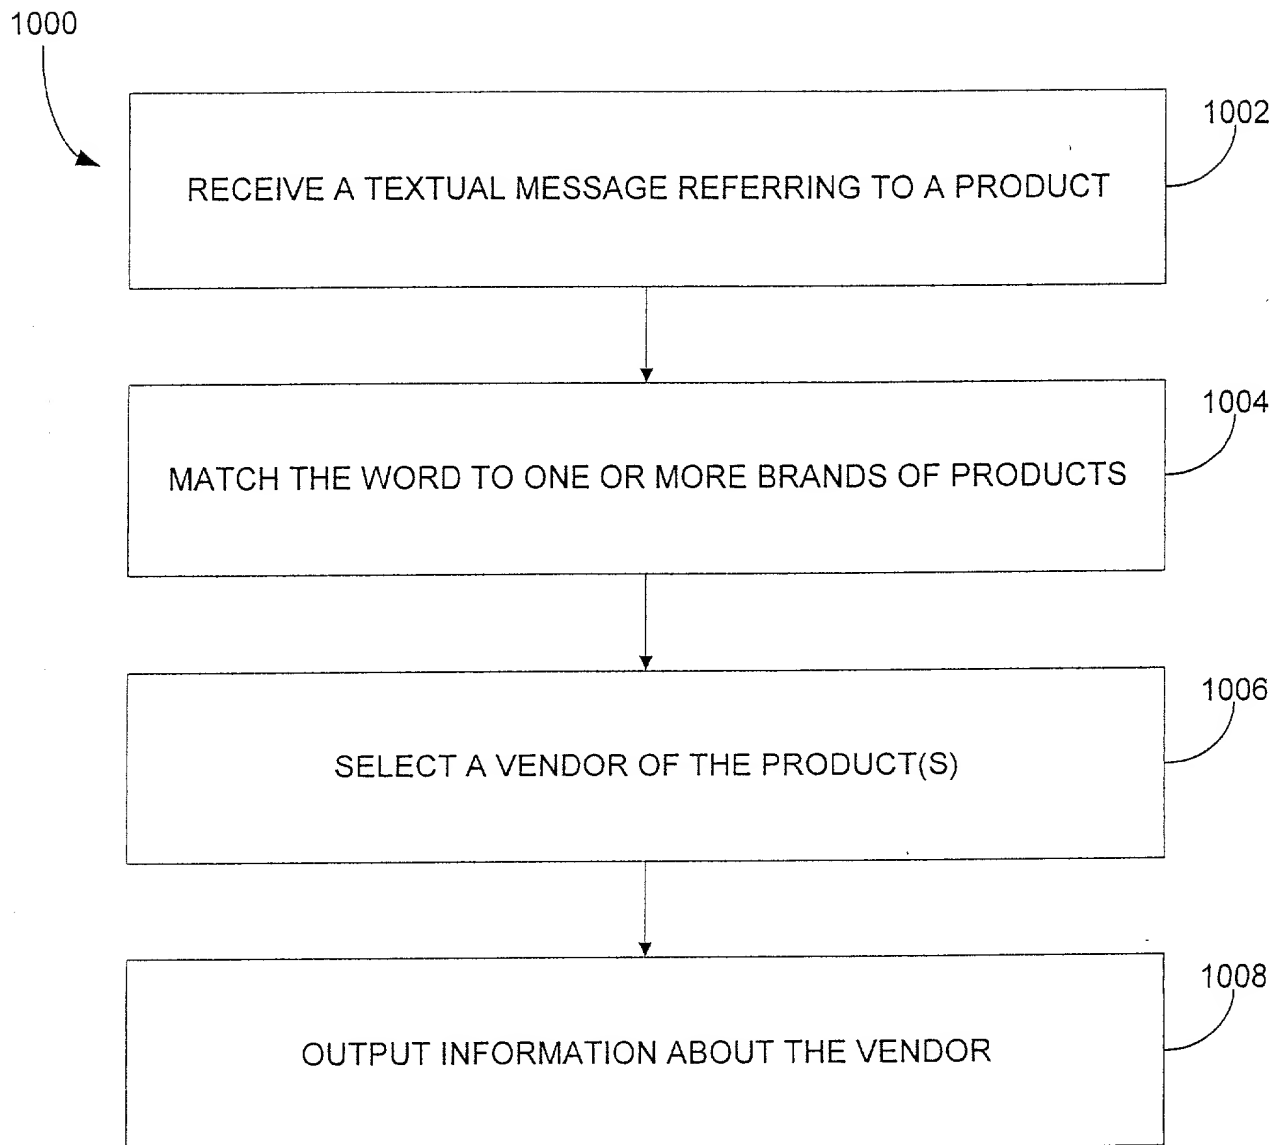 1000
1002
RECEIVE A TEXTUAL MESSAGE REFERRING TO A PRODUCT
1004
MATCH THE WORD TO ONE OR MORE BRANDS OF PRODUCTS
1006
SELECT A VENDOR OF THE PRODUCT(S)
1008
OUTPUT INFORMATION ABOUT THE VENDOR